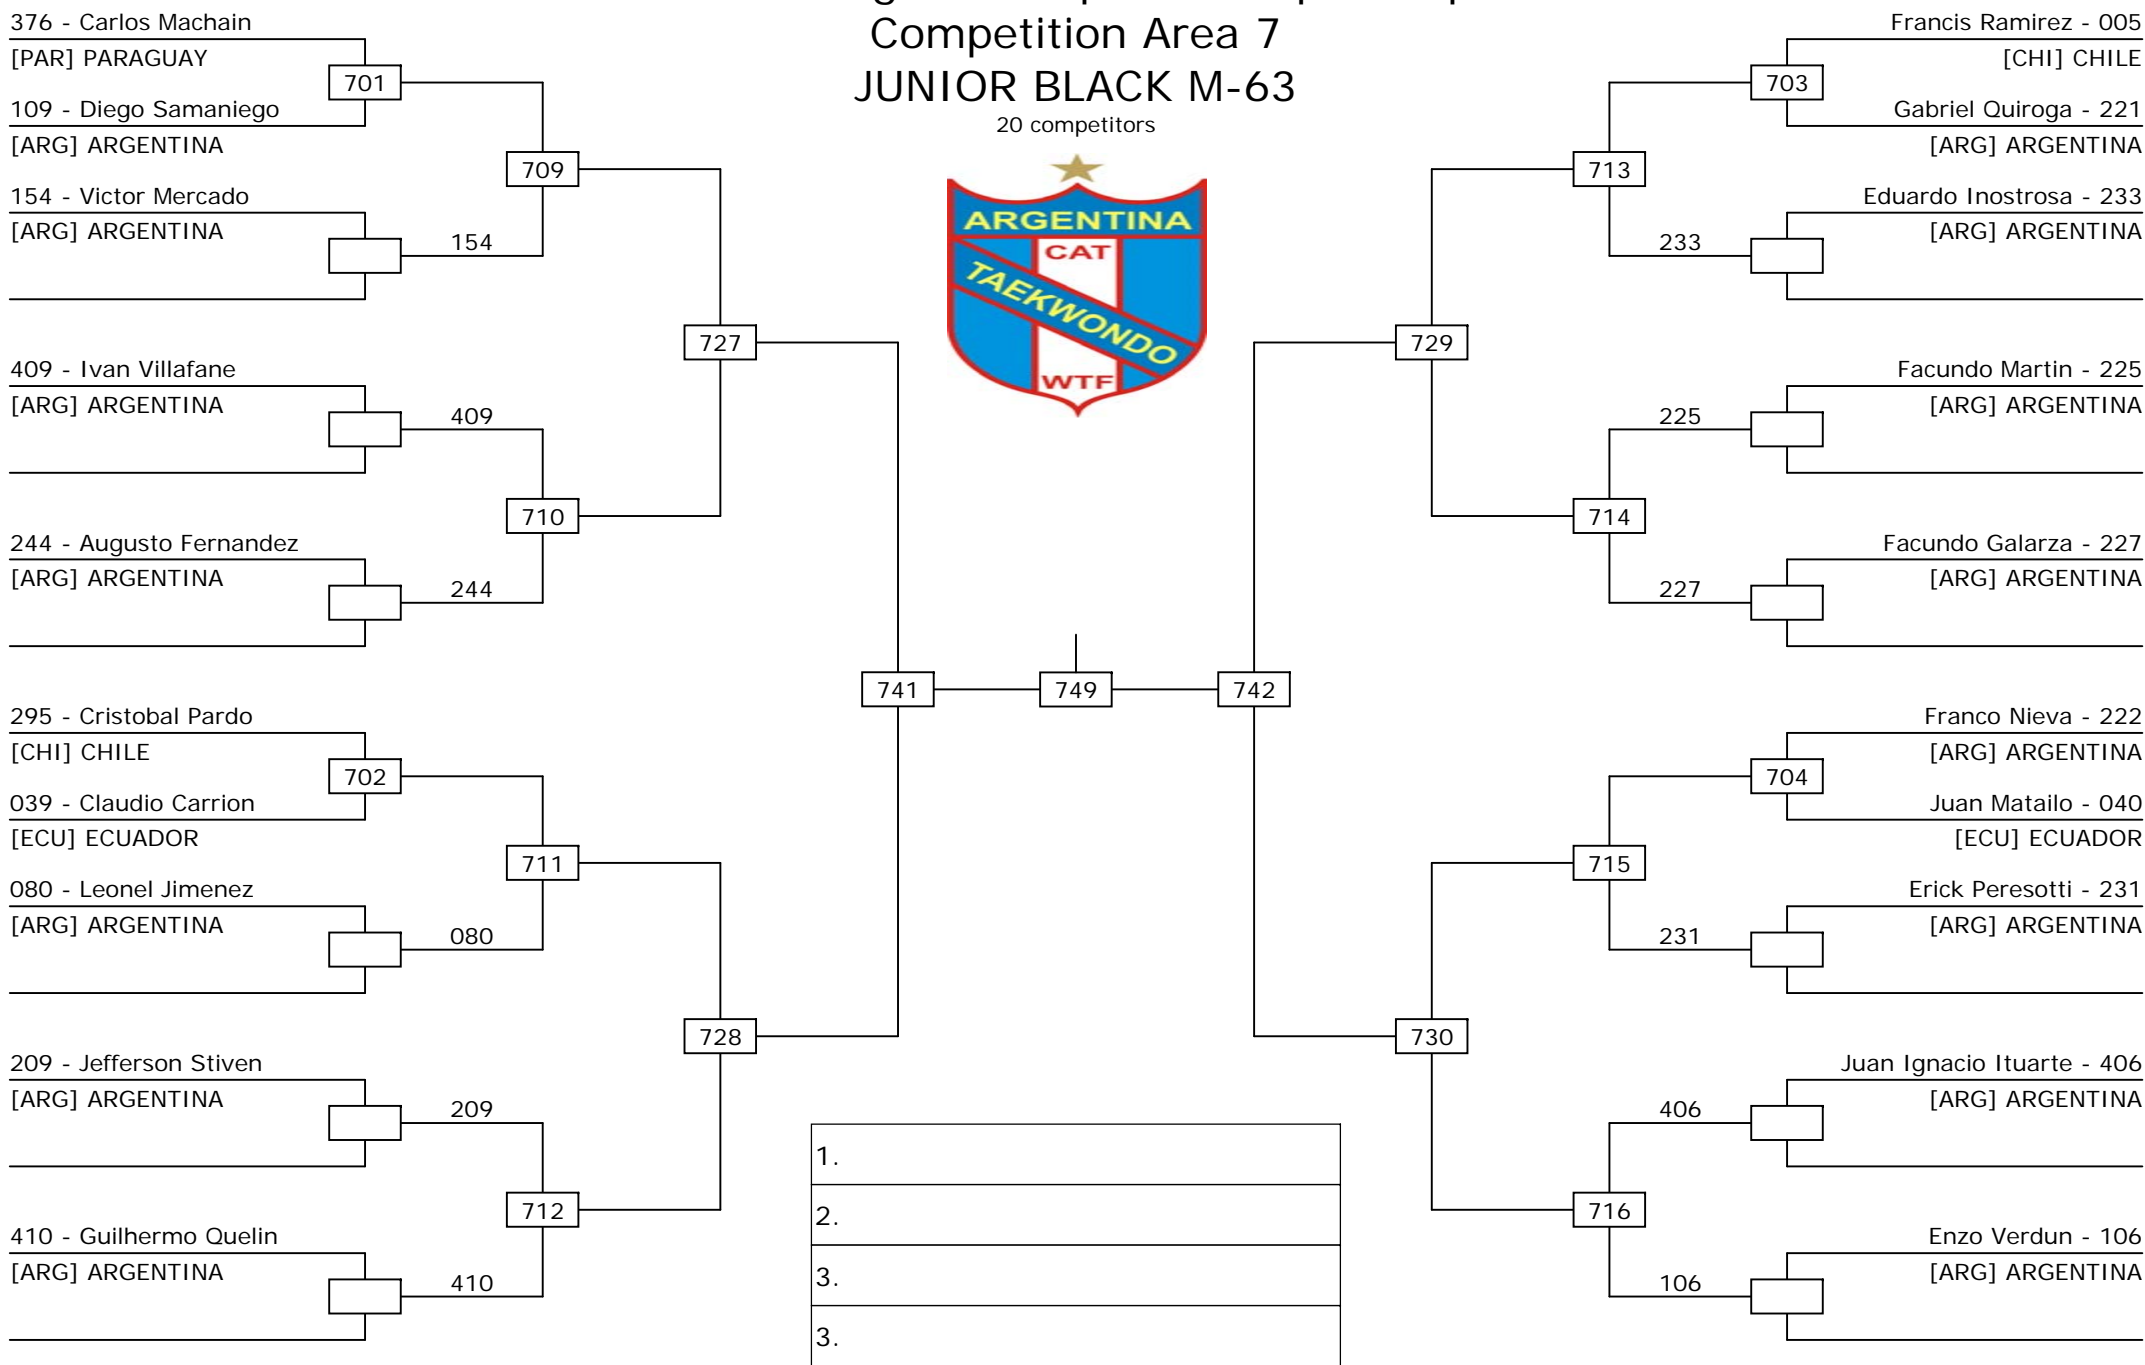 Competition Area 7
JUNIOR BLACK M-63
20 competitors
ARGENTINA
CAT
TAEKWONDO
WTF
376 - Carlos Machain
[PAR] PARAGUAY
701
109 - Diego Samaniego
[ARG] ARGENTINA
709
154 - Victor Mercado
[ARG] ARGENTINA
154
727
409 - Ivan Villafane
[ARG] ARGENTINA
409
710
244 - Augusto Fernandez
[ARG] ARGENTINA
244
741
295 - Cristobal Pardo
[CHI] CHILE
702
039 - Claudio Carrion
[ECU] ECUADOR
711
080 - Leonel Jimenez
[ARG] ARGENTINA
080
728
209 - Jefferson Stiven
[ARG] ARGENTINA
209
712
410 - Guilhermo Quelin
[ARG] ARGENTINA
410
749
Francis Ramirez - 005
[CHI] CHILE
703
Gabriel Quiroga - 221
[ARG] ARGENTINA
713
Eduardo Inostrosa - 233
[ARG] ARGENTINA
233
729
Facundo Martin - 225
[ARG] ARGENTINA
225
714
Facundo Galarza - 227
[ARG] ARGENTINA
227
742
Franco Nieva - 222
[ARG] ARGENTINA
704
Juan Matailo - 040
[ECU] ECUADOR
715
Erick Peresotti - 231
[ARG] ARGENTINA
231
730
Juan Ignacio Ituarte - 406
[ARG] ARGENTINA
406
716
Enzo Verdun - 106
[ARG] ARGENTINA
106
1.
2.
3.
3.